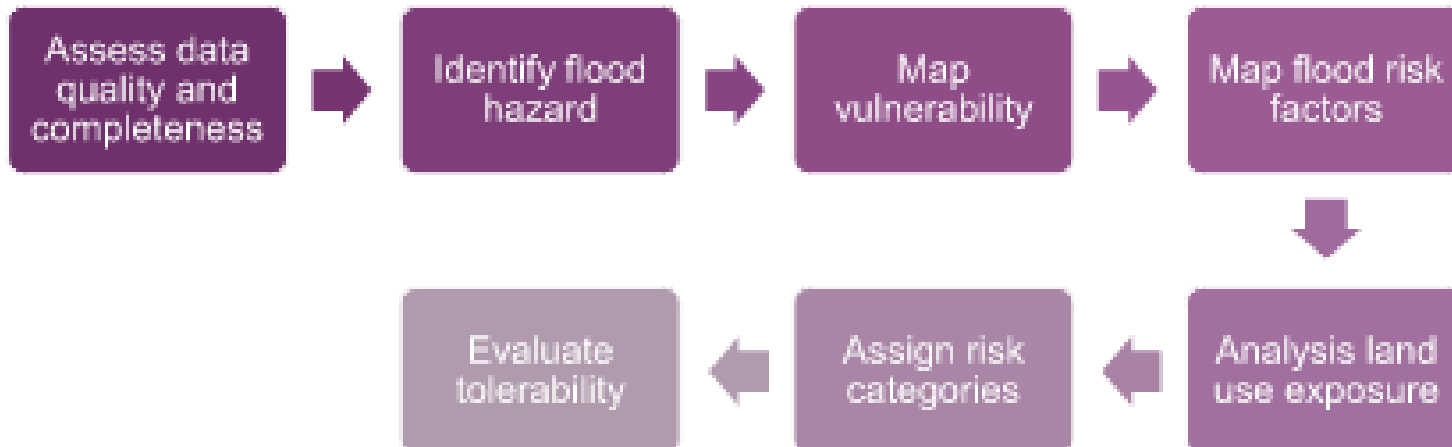 Assess data
quality and
completeness
Identify flood
hazard
Map
vulnerability
Map flood risk
factors
Analysis land
use exposure
Assign risk
categories
Evaluate
tolerability